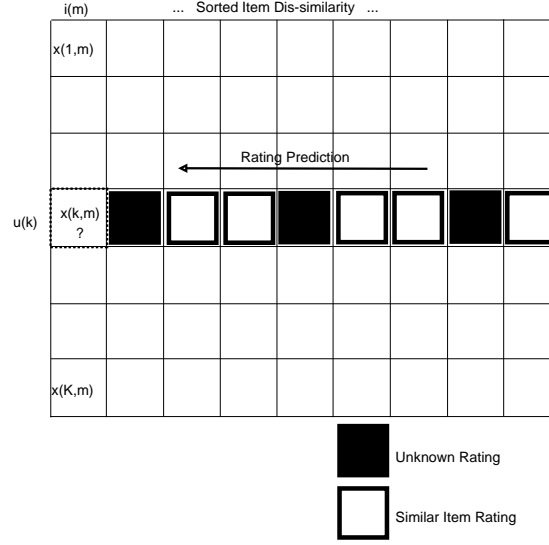 i(m) ... Sorted Item Dis-similarity ...
x(1,m)
Rating Prediction
u(k)
x(k,m)
?
x(K,m)
Unknown Rating
Similar Item Rating